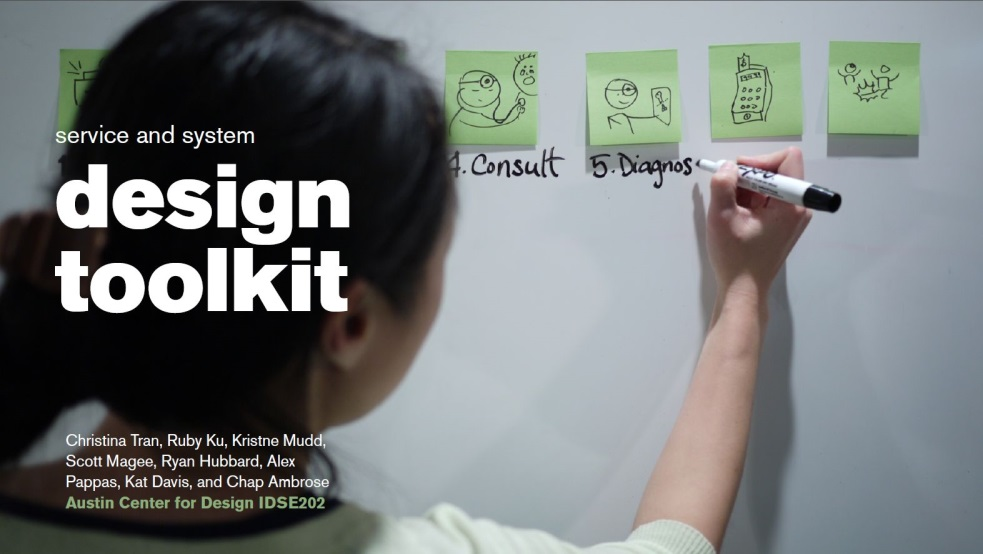 service and system
design
toolkit
4. Consult
5. Diagnos
Christina Tran, Ruby Ku, Kristne Mudd,
Scott Magee, Ryan Hubbard, Alex
Pappas, Kat Davis, and Chap Ambrose
Austin Center for Design IDSE202